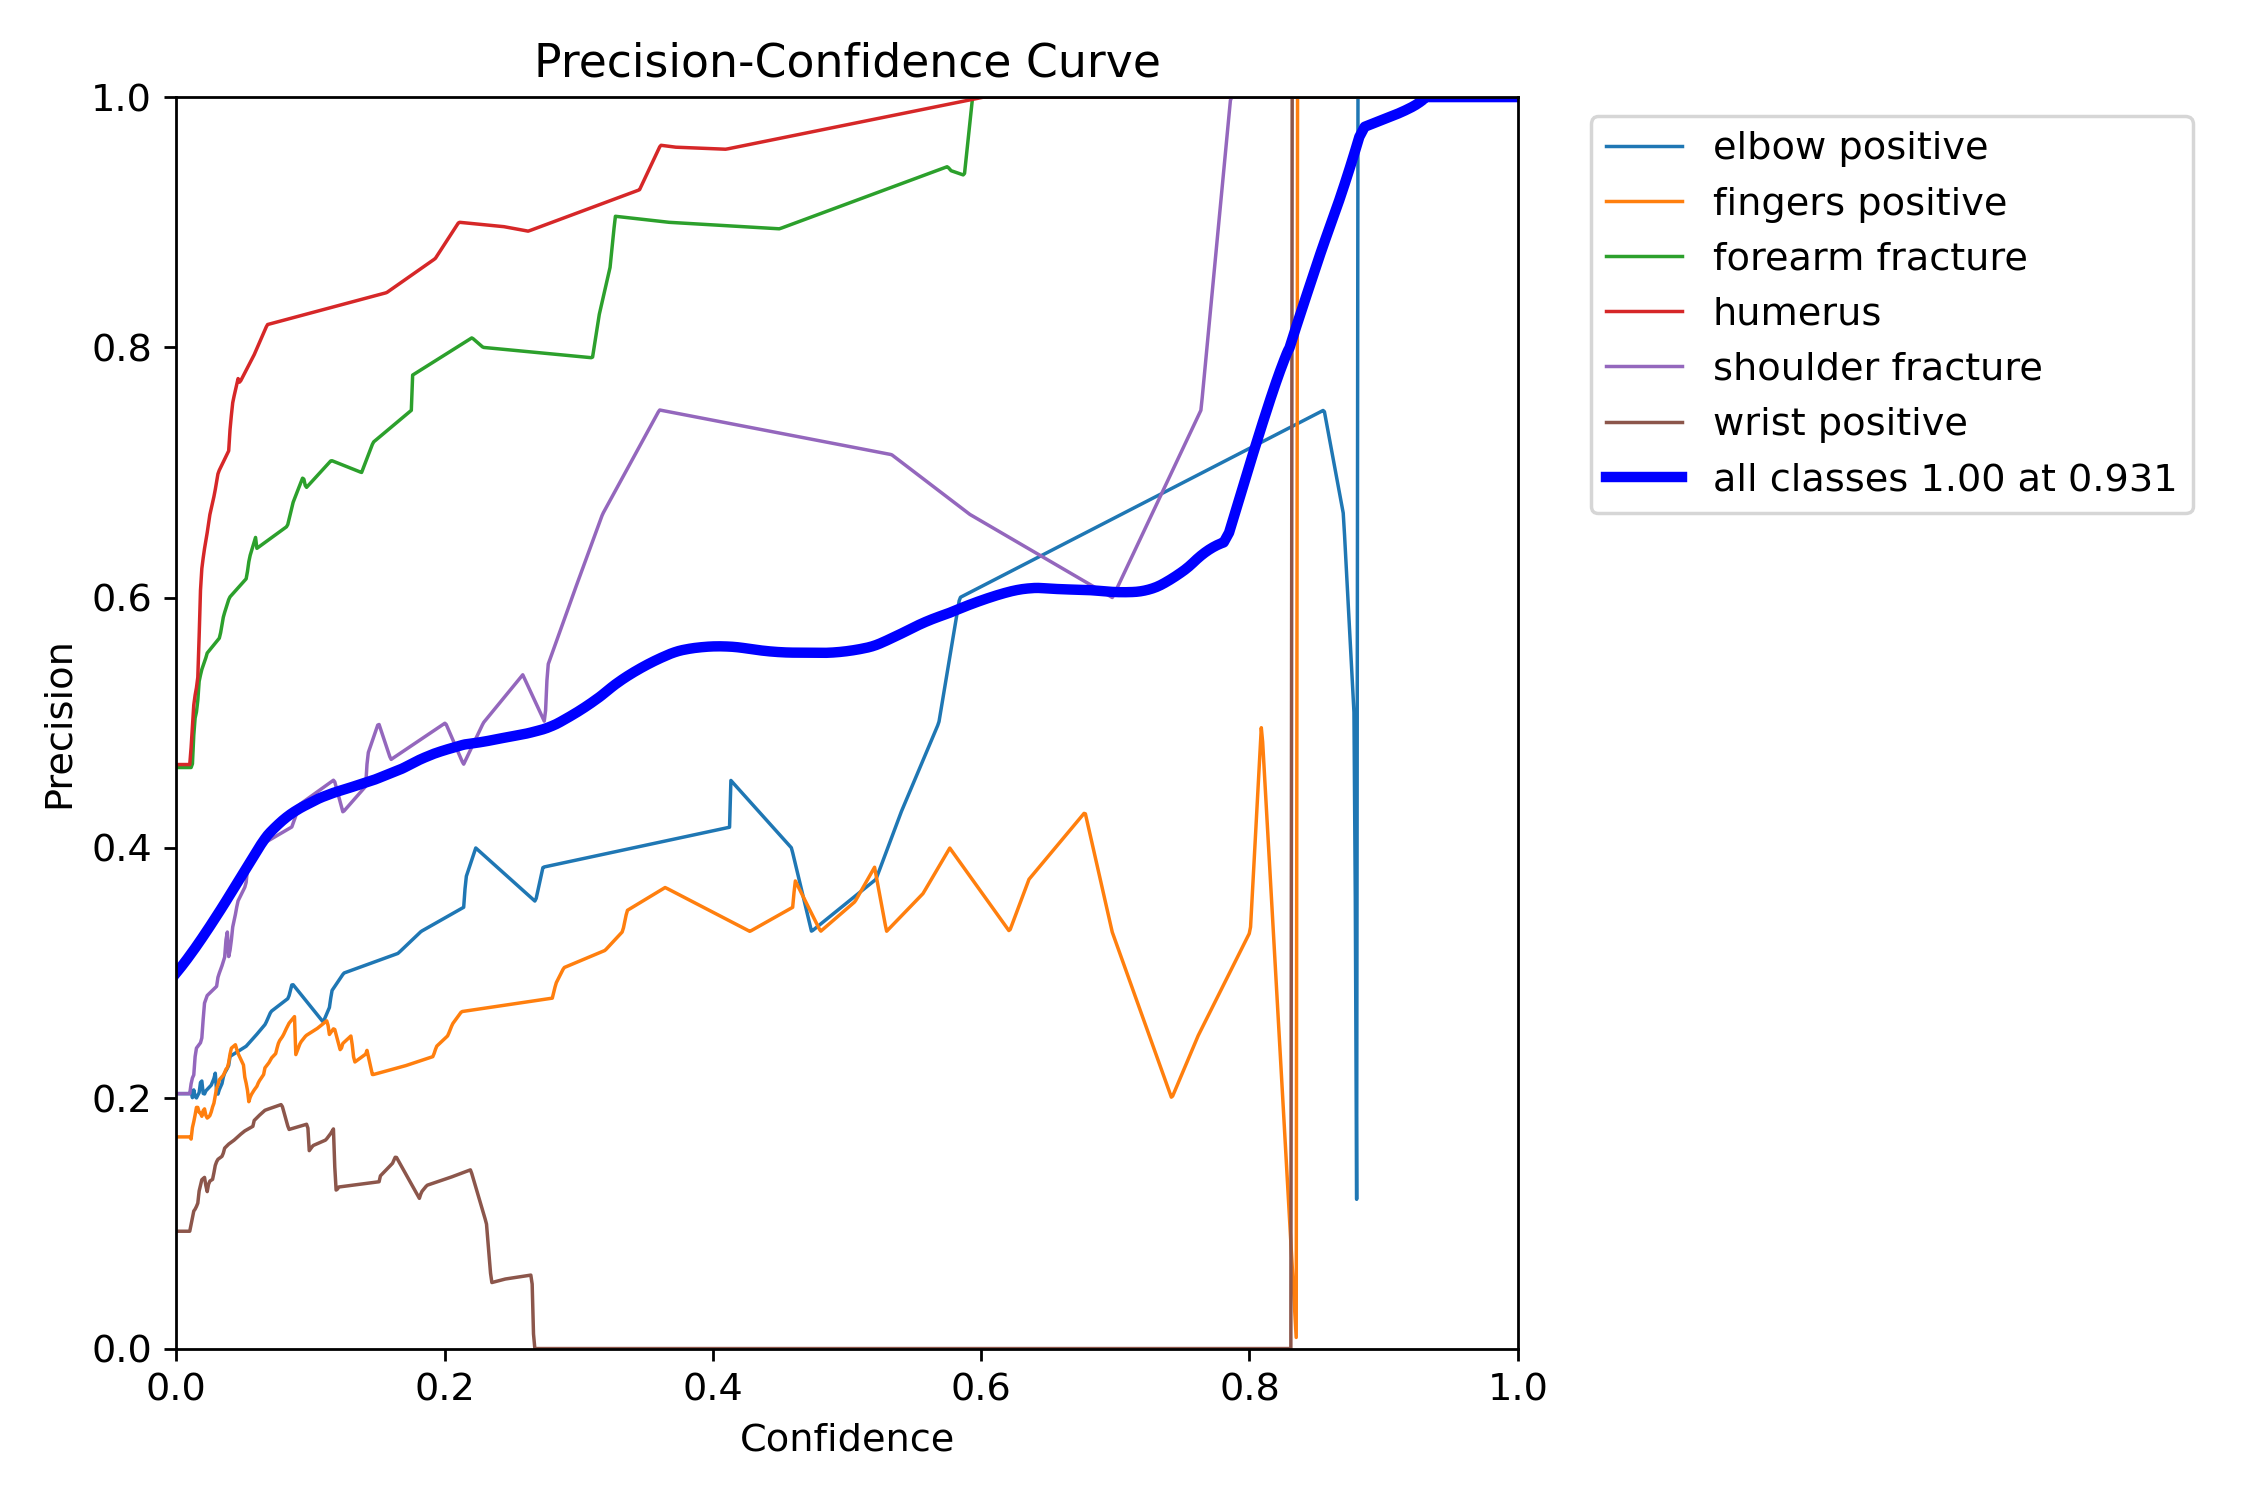 Precision-Confidence Curve
1.0
0.8
0.6
0.4
0.2
0.0
Precision
0.0 0.2 0.4 0.6 0.8 1.0
Confidence
elbow positive
fingers positive
forearm fracture
humerus
shoulder fracture
wrist positive
all classes 1.00 at 0.931